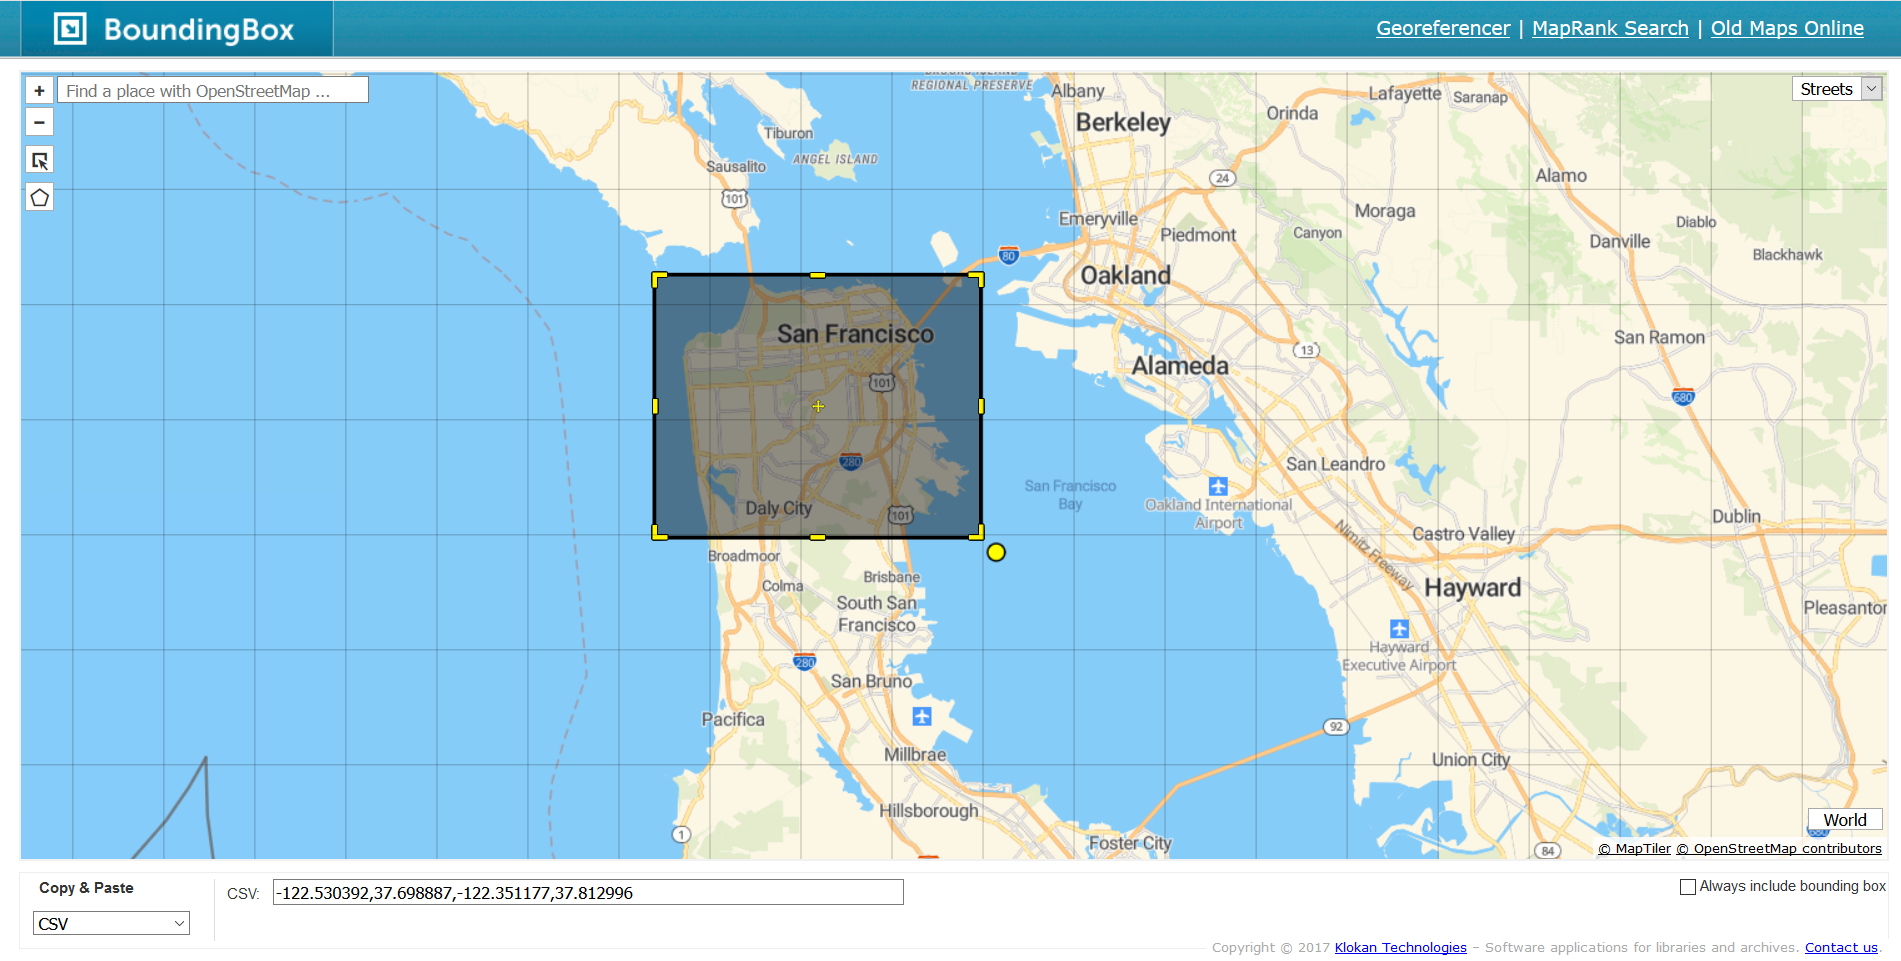 BoundingBox
Georeferencer | MapRank Search | Old Maps Online
+
Find a place with OpenStreetMap ...
Streets
−
REGIONAL PRESERVE
Albany
Lafayette
Saranap
Orinda
Berkeley
Tiburon
ANGEL ISLAND
Sausalito
101
24
Alamo
Emeryville
Moraga
Piedmont
Canyon
Diablo
Danville
80
Blackhawk
Oakland
San Francisco
San Ramon
13
Alameda
101
680
280
San Leandro
San Francisco
Bay
Oakland International
Airport
Daly City
101
Nimitz Freeway
Castro Valley
Dublin
Broadmoor
Colma
Brisbane
Hayward
South San
Francisco
Pleasanton
Hayward
Executive Airport
280
San Bruno
Pacifica
92
Millbrae
Union City
Hillsborough
World
680
1
Foster City
84
© MapTiler © OpenStreetMap contributors
Copy & Paste
CSV
CSV:
-122.530392,37.698887,-122.351177,37.812996
Always include bounding box
Copyright © 2017 Klokan Technologies – Software applications for libraries and archives. Contact us.